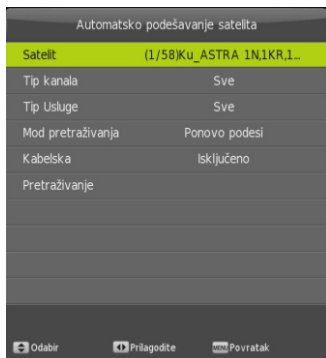 Automatsko podešavanje satelita
Satelit (1/58)Ku_ASTRA 1N,1KR,1...
Tip kanala Sve
Tip Usluge Sve
Mod pretraživanja Ponovo podesi
Kabelska Isključeno
Pretraživanje
Odabir Prilagodite MENU Povratak